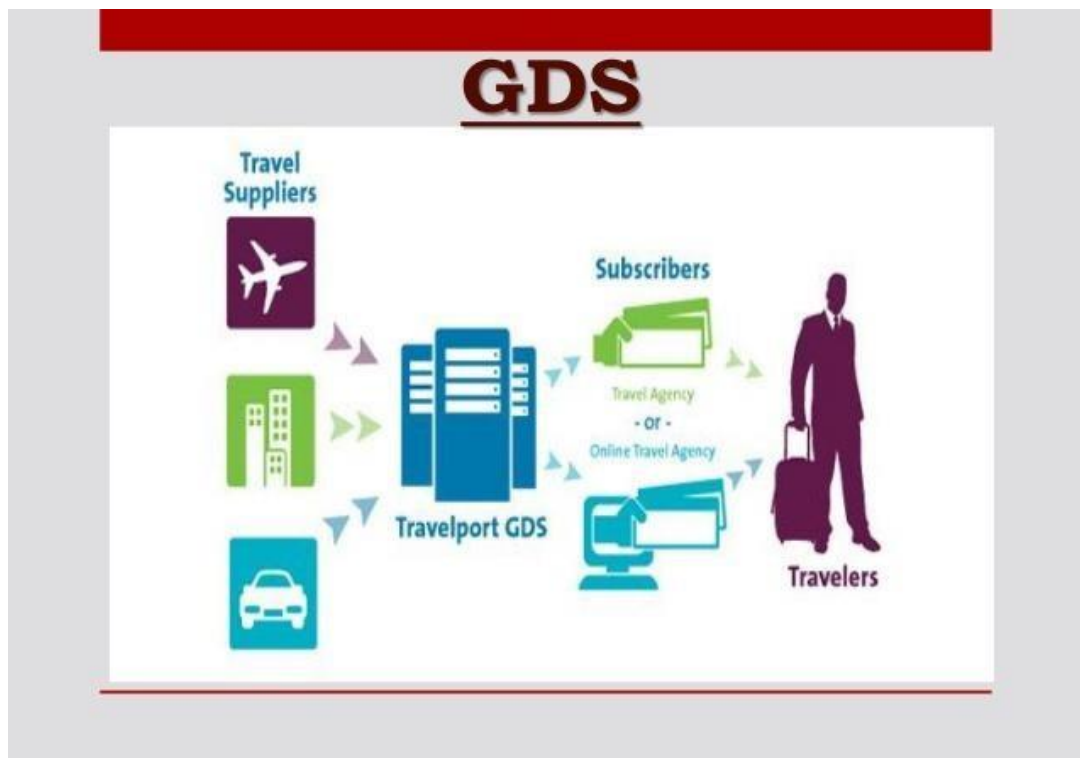 GDS
Travel
Suppliers
Subscribers
Travel Agency
- or -
Online Travel Agency
Travelport GDS
Travelers